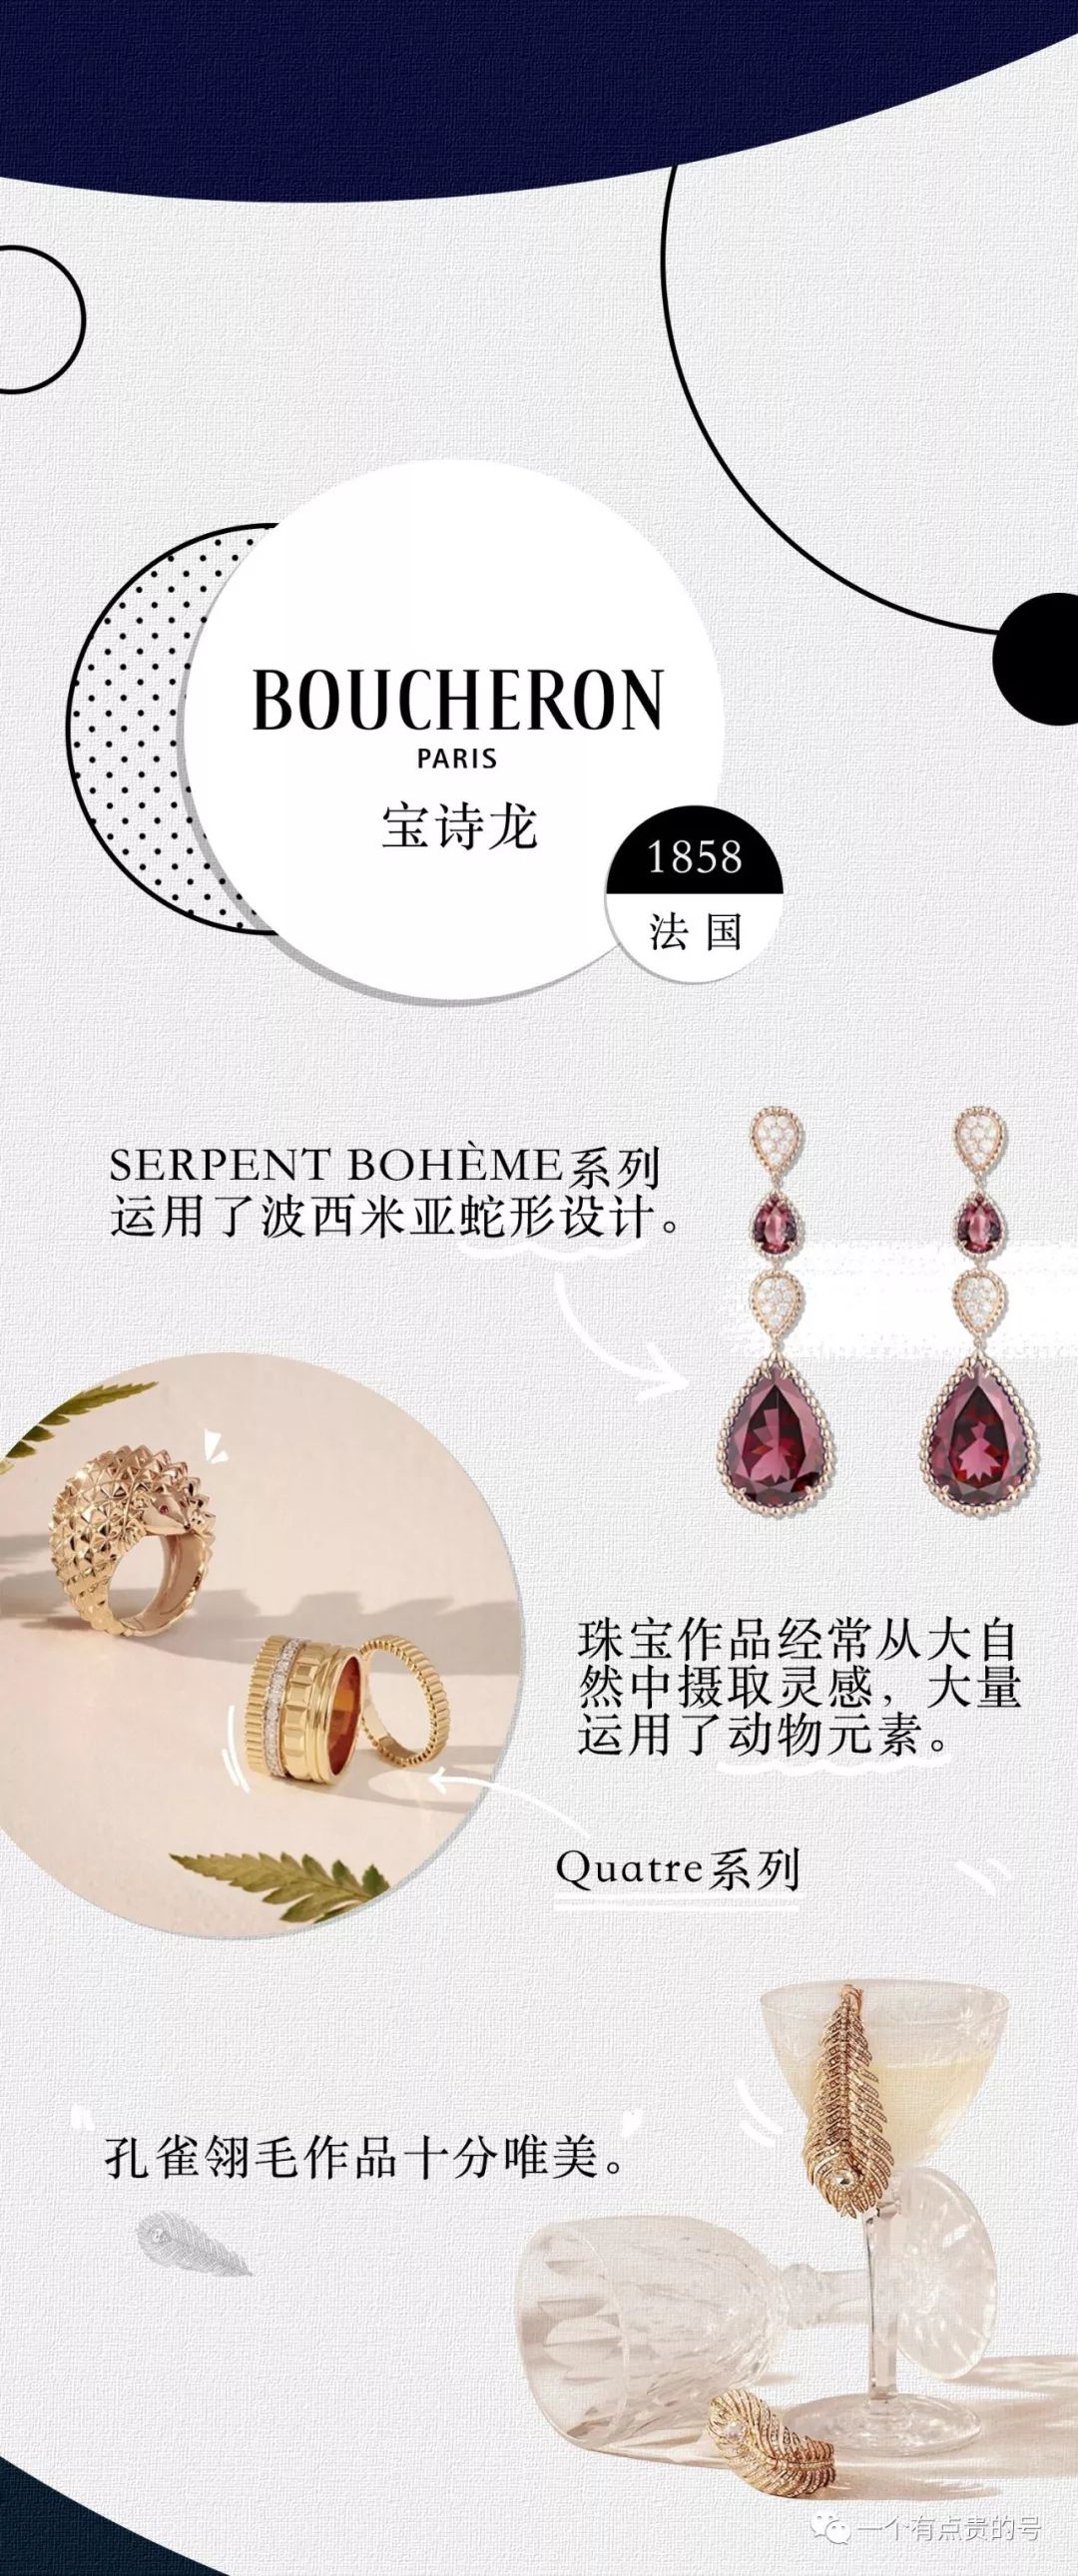 BOUCHERON
PARIS
宝诗龙
1858
法国
SERPENT BOHÈME系列
运用了波西米亚蛇形设计。
珠宝作品经常从大自
然中摄取灵感，大量
运用了动物元素。
Quatre系列
孔雀翎毛作品十分唯美。
一个有点贵的号